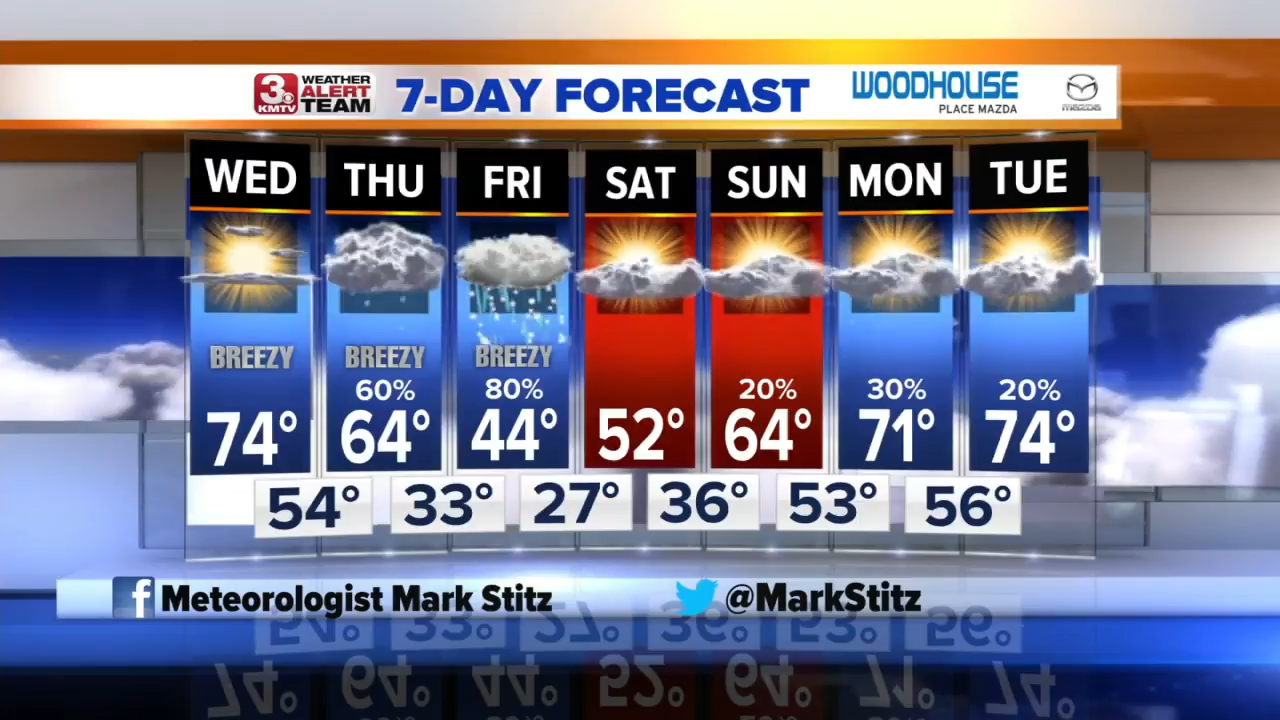 3 KMTV WEATHER ALERT TEAM 7-DAY FORECAST WOODHOUSE PLACE MAZDA mazda
WED THU FRI SAT SUN MON TUE
BREEZY BREEZY BREEZY
60% 80% 20% 30% 20%
74° 64° 44° 52° 64° 71° 74°
54° 33° 27° 36° 53° 56°
f Meteorologist Mark Stitz @MarkStitz